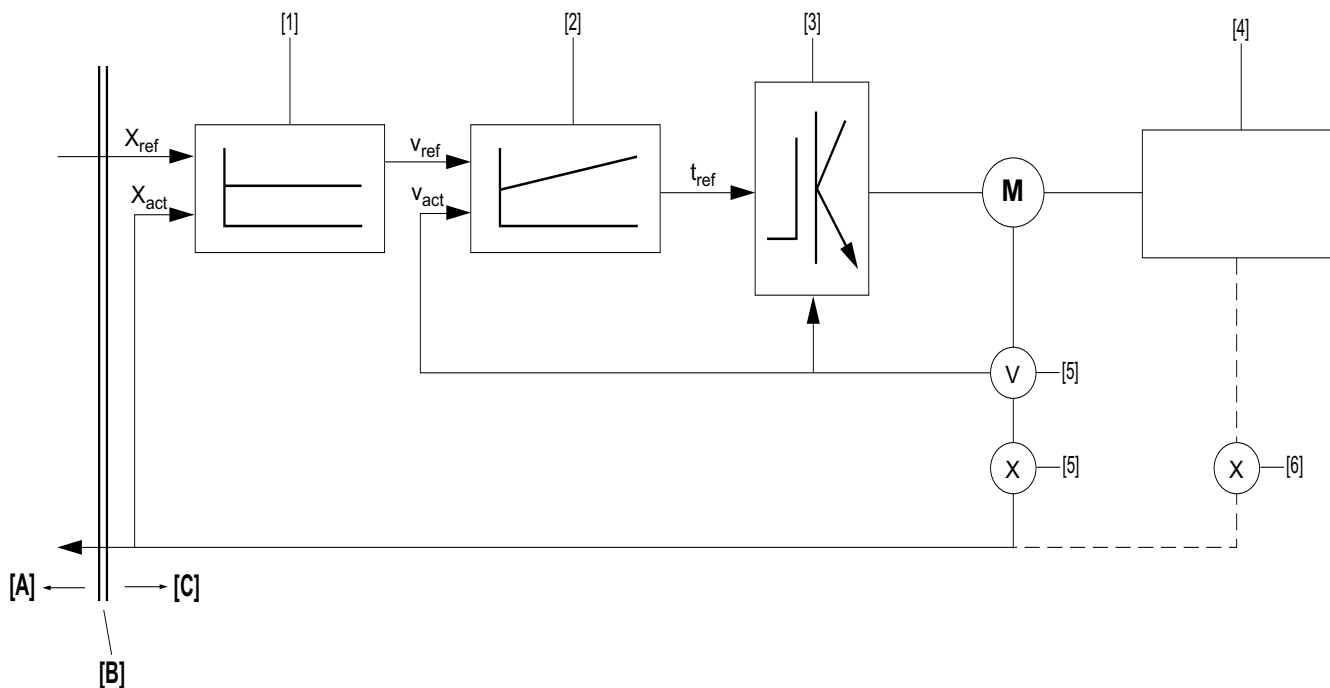 [1]
[2]
[3]
[4]
Xref
vref
Xact
vact
tref
M
V
[5]
X
[5]
X
[6]
[A]
[C]
[B]